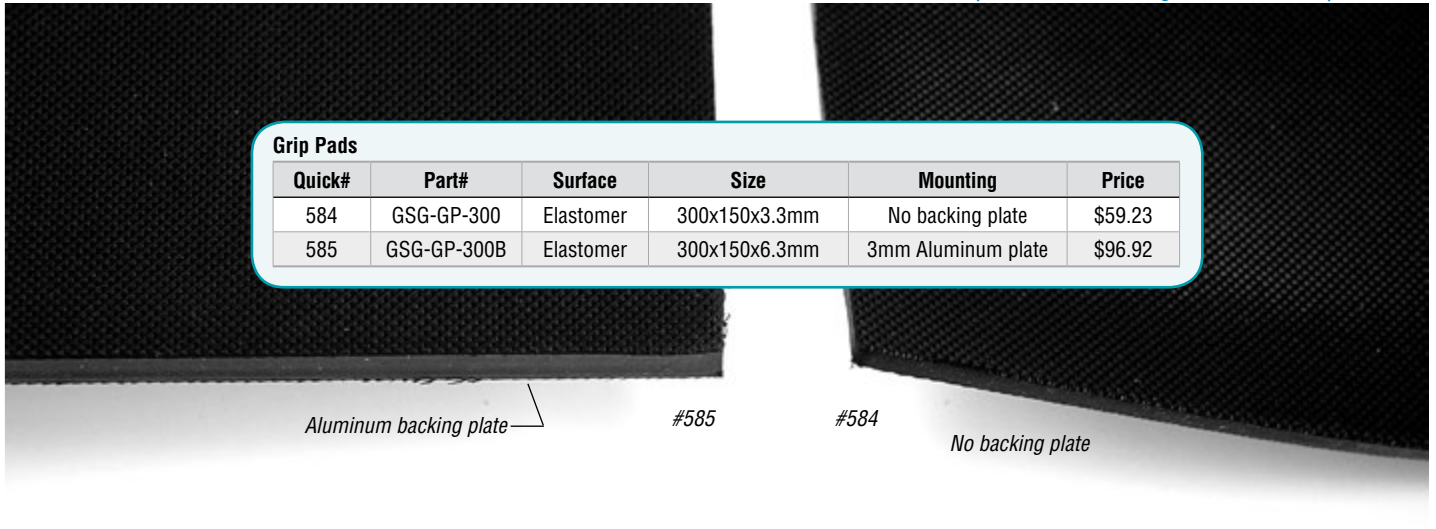 Grip Pads
Quick# Part# Surface Size Mounting Price
584 GSG-GP-300 Elastomer 300x150x3.3mm No backing plate $59.23
585 GSG-GP-300B Elastomer 300x150x6.3mm 3mm Aluminum plate $96.92
Aluminum backing plate
#585
#584
No backing plate